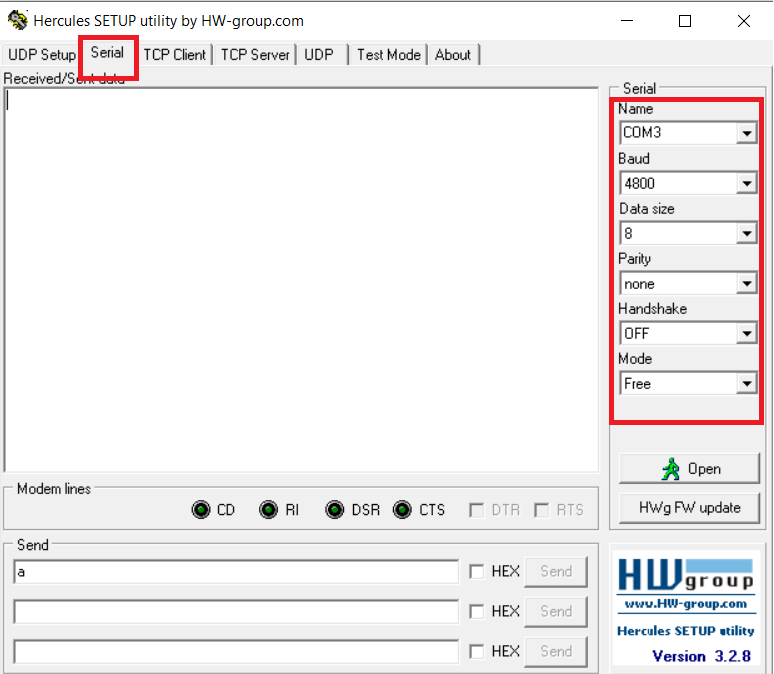 Hercules SETUP utility by HW-group.com
UDP Setup Serial TCP Client TCP Server UDP Test Mode About
Received/Sent data
Serial
Name
COM3
Baud
4800
Data size
8
Parity
none
Handshake
OFF
Mode
Free
Open
HWg FW update
Modem lines
CD RI DSR CTS DTR RTS
Send
a HEX Send
HEX Send
HEX Send
HWgroup
www.HW-group.com
Hercules SETUP utility
Version 3.2.8